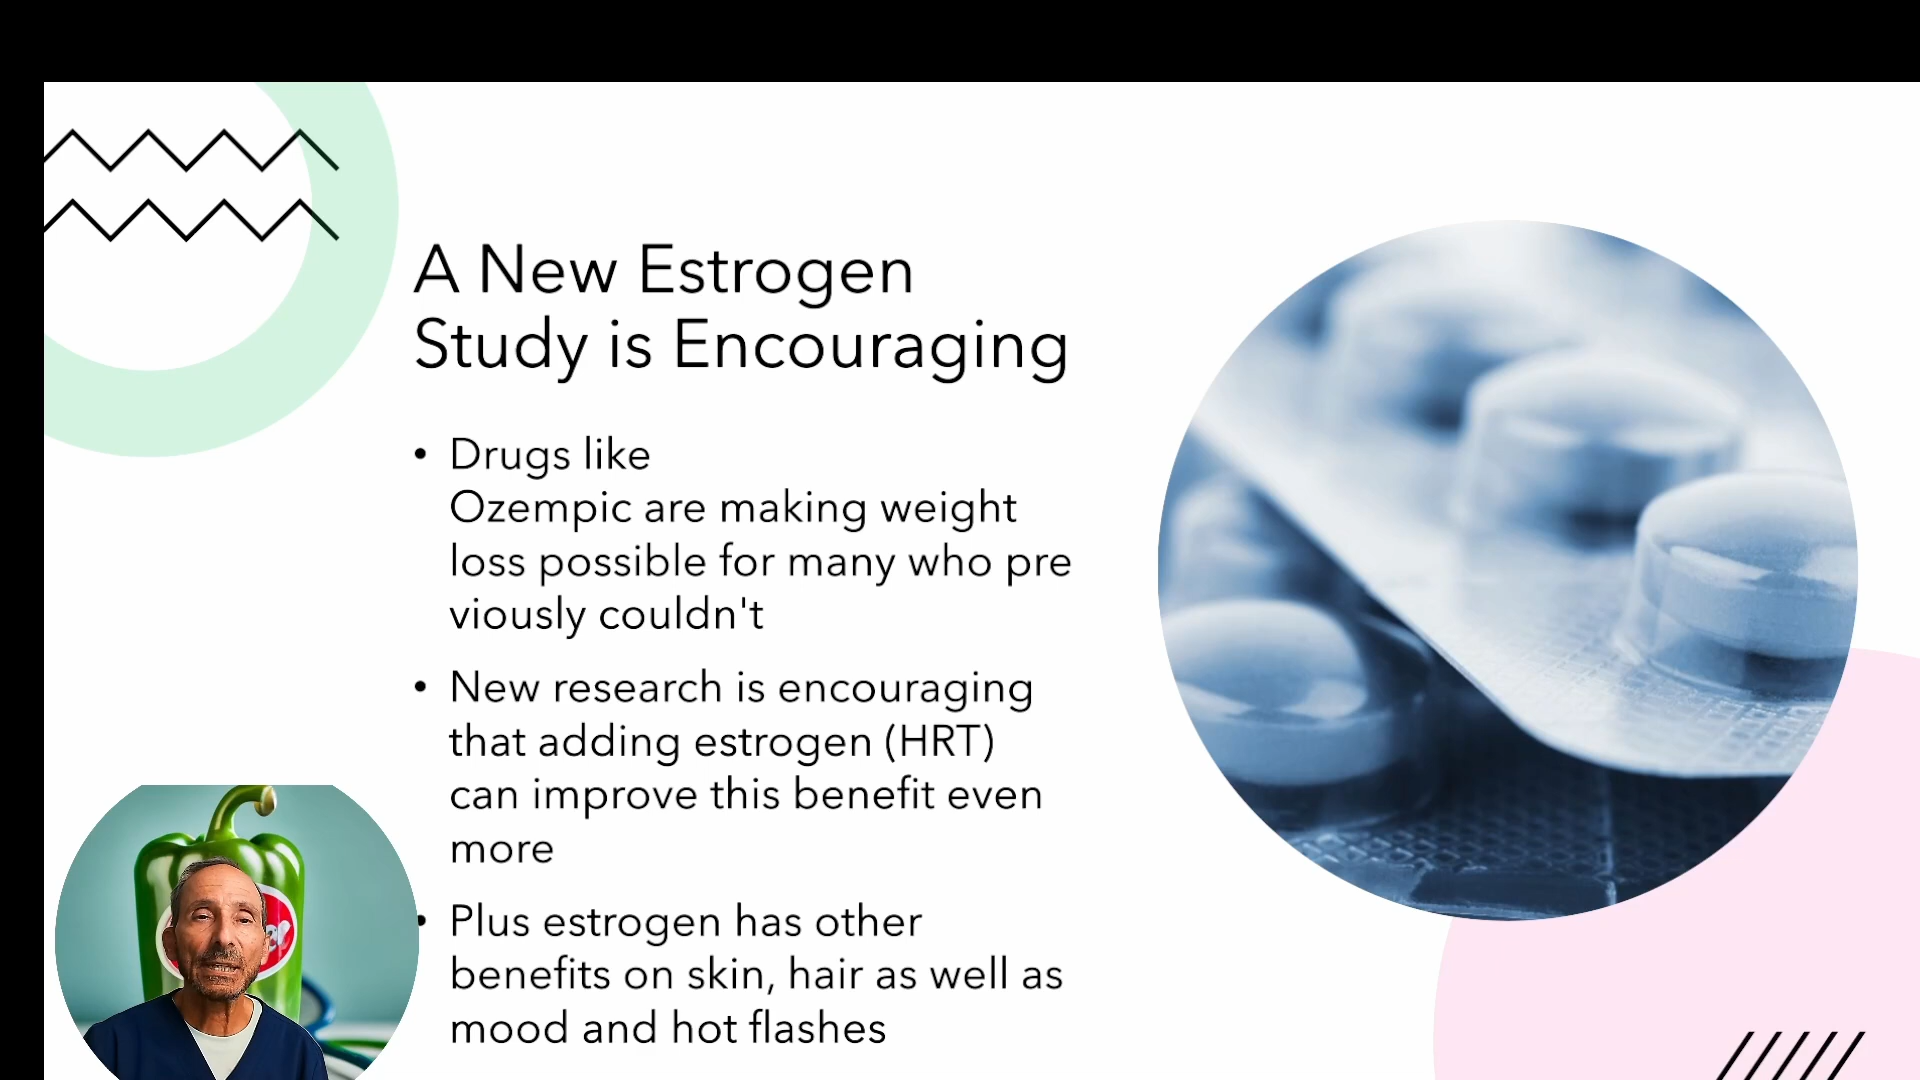 A New Estrogen
Study is Encouraging
• Drugs like
Ozempic are making weight
loss possible for many who pre
viously couldn't
• New research is encouraging
that adding estrogen (HRT)
can improve this benefit even
more
• Plus estrogen has other
benefits on skin, hair as well as
mood and hot flashes